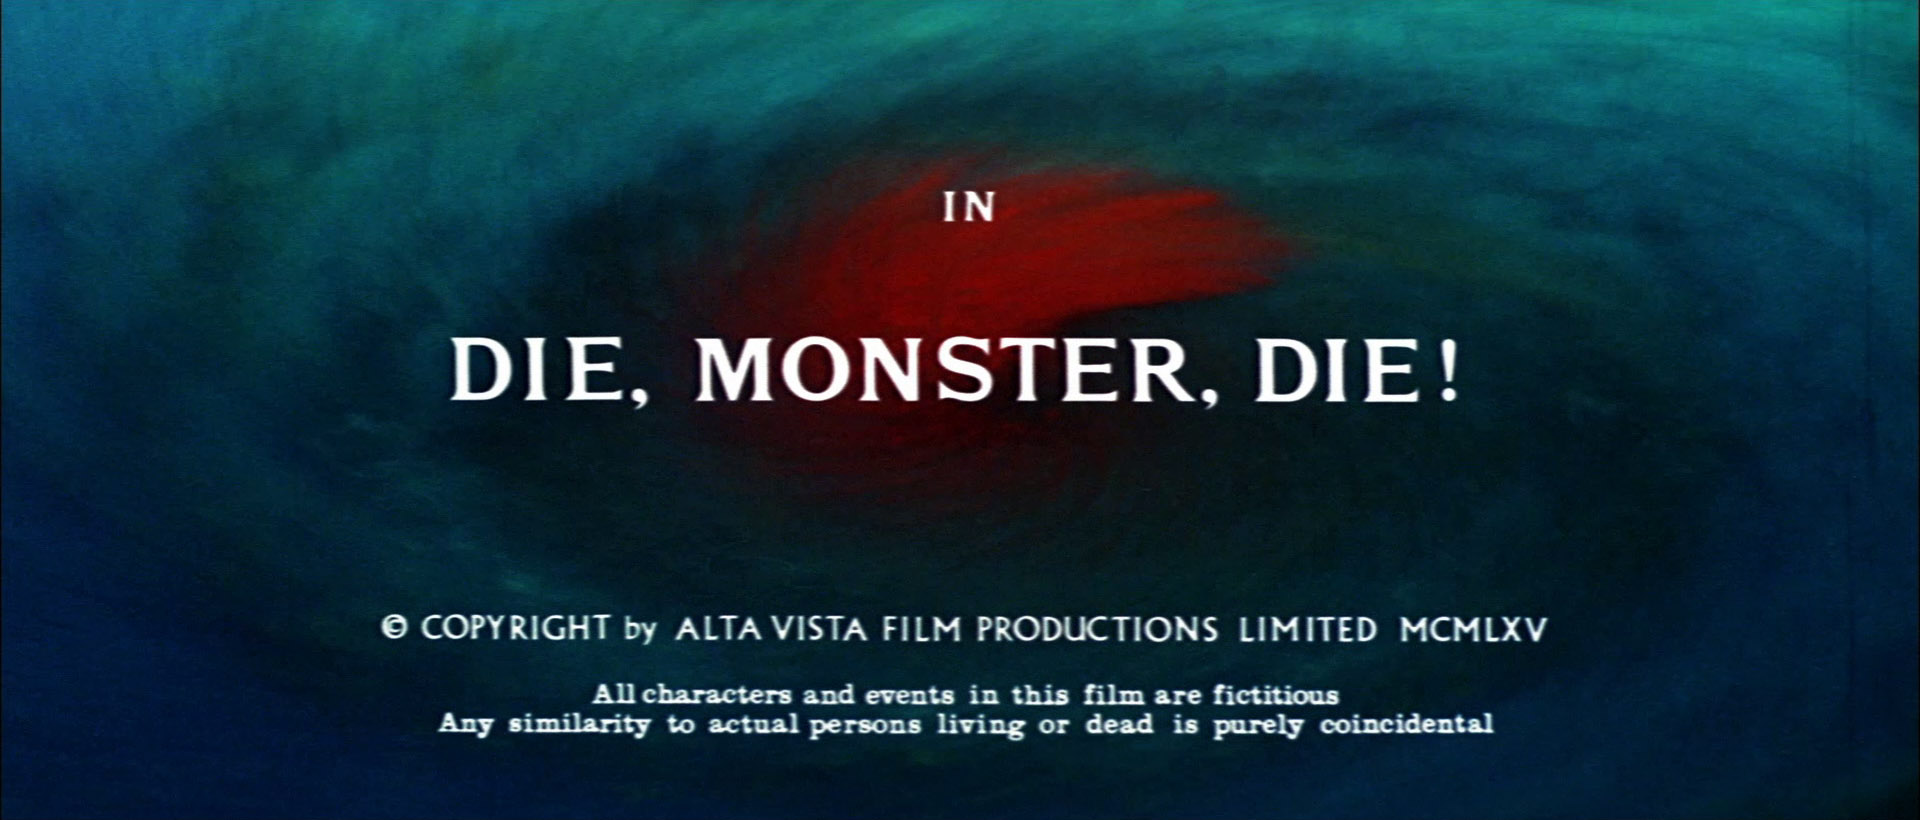 IN
DIE, MONSTER, DIE!
© COPYRIGHT by ALTA VISTA FILM PRODUCTIONS LIMITED MCMLXV
All characters and events in this film are fictitious
Any similarity to actual persons living or dead is purely coincidental